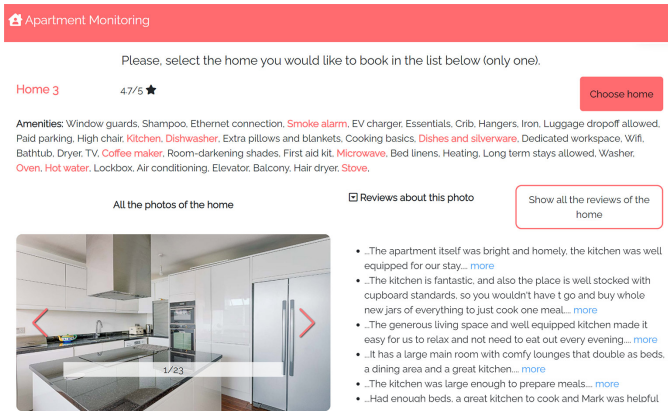 Apartment Monitoring
Please, select the home you would like to book in the list below (only one).
Home 3
4.7/5
Choose home
Amenities: Window guards, Shampoo, Ethernet connection, Smoke alarm, EV charger, Essentials, Crib, Hangers, Iron, Luggage dropoff allowed,
Paid parking, High chair, Kitchen, Dishwasher, Extra pillows and blankets, Cooking basics, Dishes and silverware, Dedicated workspace, Wifi,
Bathtub, Dryer, TV, Coffee maker, Room-darkening shades, First aid kit, Microwave, Bed linens, Heating, Long term stays allowed, Washer,
Oven, Hot water, Lockbox, Air conditioning, Elevator, Balcony, Hair dryer, Stove,
All the photos of the home
Reviews about this photo
Show all the reviews of the
home
1/23
...The apartment itself was bright and homely, the kitchen was well
equipped for our stay.... more
...The kitchen is fantastic, and also the place is well stocked with
cupboard standards, so you wouldn't have t go and buy whole
new jars of everything to just cook one meal.... more
...The generous living space and well equipped kitchen made it
easy for us to relax and not need to eat out every evening.... more
...It has a large main room with comfy lounges that double as beds,
a dining area and a great kitchen.... more
...The kitchen was large enough to prepare meals.... more
...Had enough beds, a great kitchen to cook and Mark was helpful